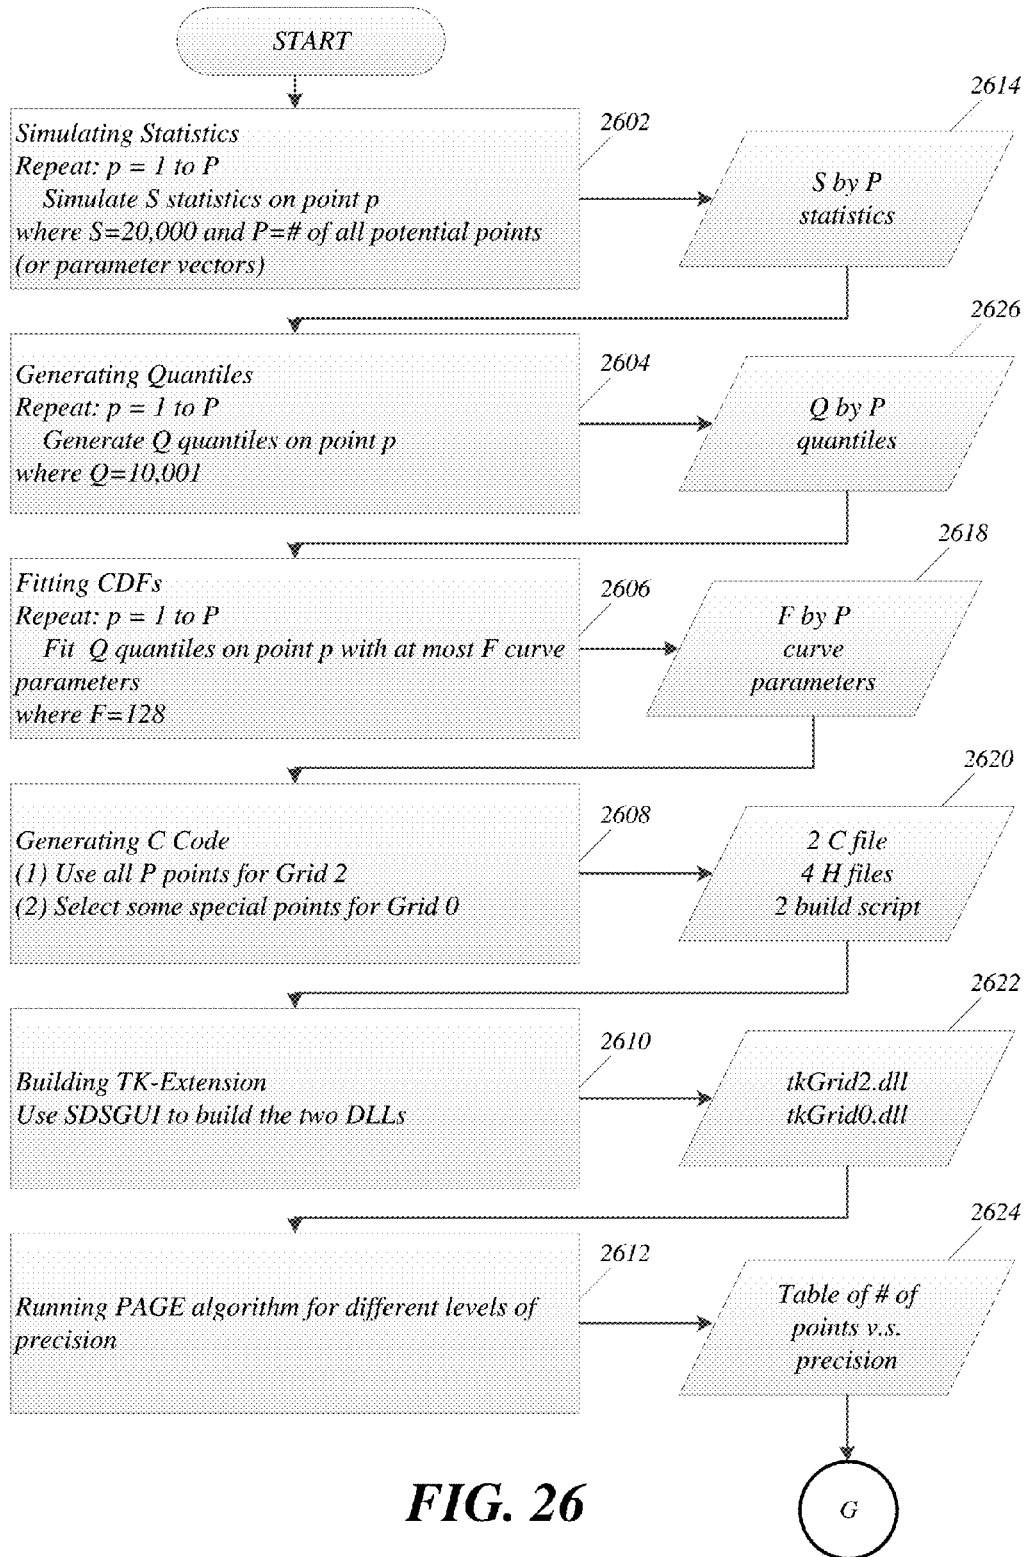 START
Simulating Statistics
Repeat: p = 1 to P
Simulate S statistics on point p
where S=20,000 and P=# of all potential points
(or parameter vectors)
2602
2614
S by P
statistics
Generating Quantiles
Repeat: p = 1 to P
Generate Q quantiles on point p
where Q=10,001
2604
2626
Q by P
quantiles
Fitting CDFs
Repeat: p = 1 to P
Fit Q quantiles on point p with at most F curve
parameters
where F=128
2606
2618
F by P
curve
parameters
Generating C Code
(1) Use all P points for Grid 2
(2) Select some special points for Grid 0
2608
2620
2 C file
4 H files
2 build script
Building TK-Extension
Use SDSGUI to build the two DLLs
2610
2622
tkGrid2.dll
tkGrid0.dll
Running PAGE algorithm for different levels of
precision
2612
2624
Table of # of
points v.s.
precision
G
FIG. 26